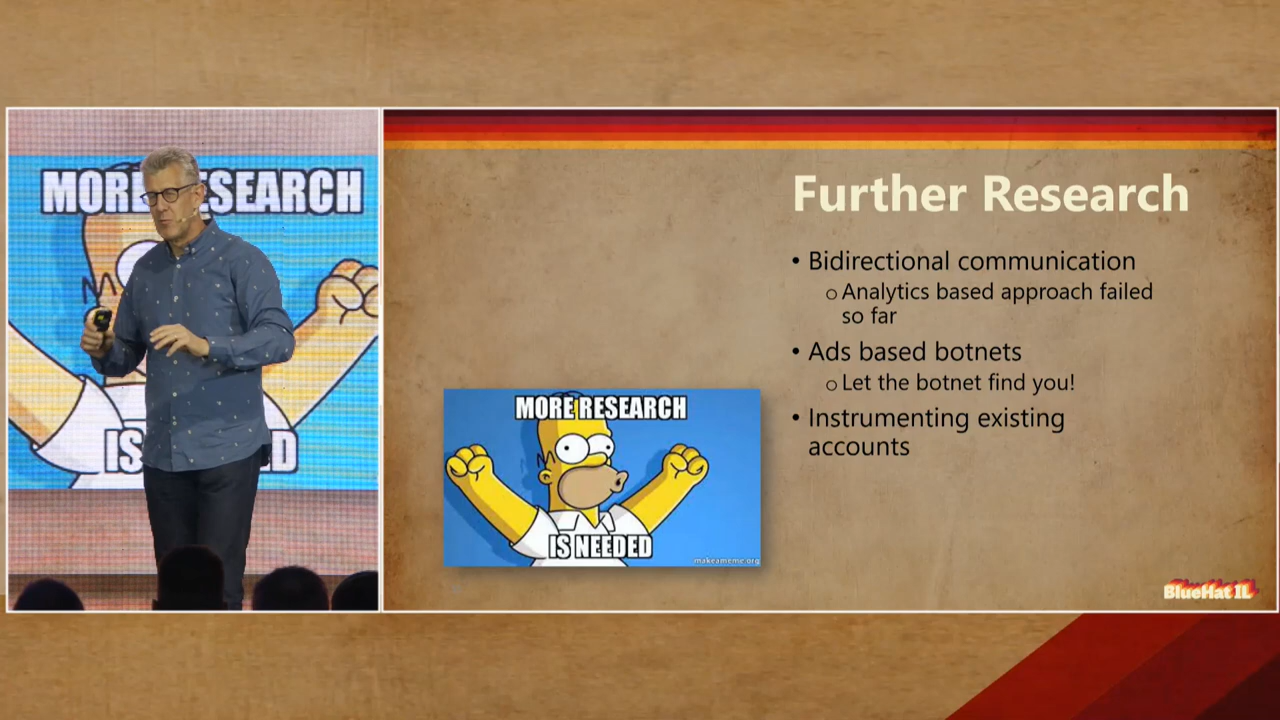 MORE RESEARCH
IS NEEDED
Further Research
• Bidirectional communication
o Analytics based approach failed
so far
• Ads based botnets
o Let the botnet find you!
• Instrumenting existing
accounts
MORE RESEARCH
IS NEEDED
makeameme.org
BlueHat IL